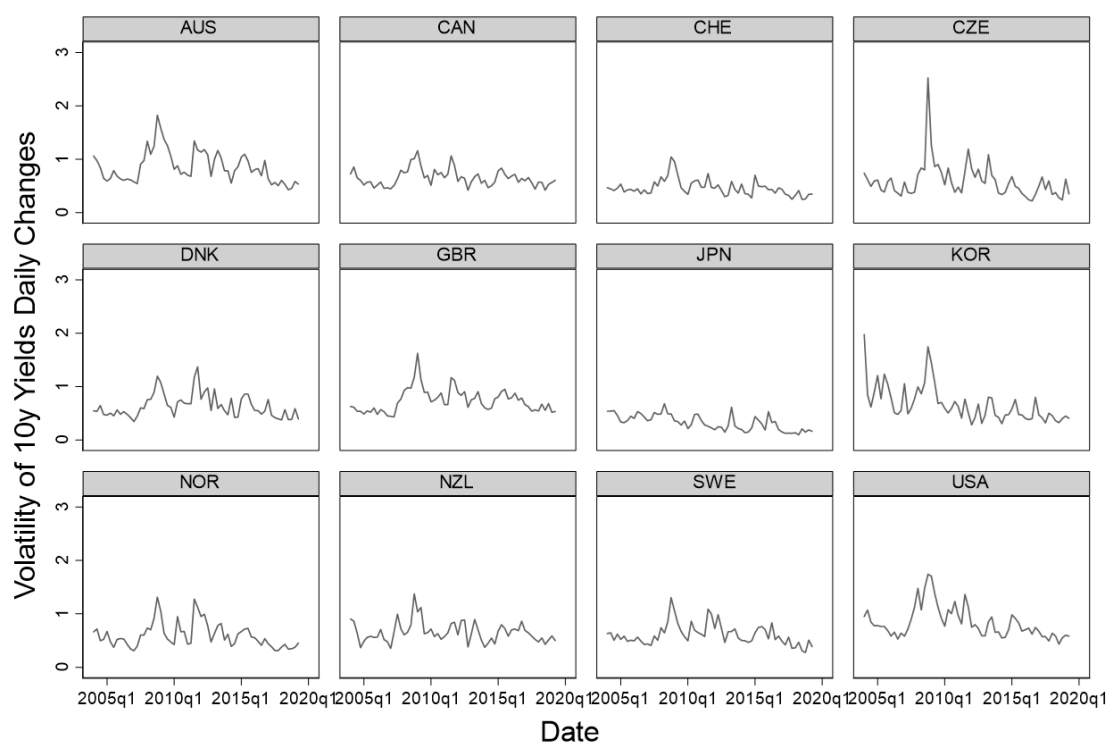 Volatility of 10y Yields Daily Changes
AUS CAN CHE CZE
3
2
1
0
DNK GBR JPN KOR
3
2
1
0
NOR NZL SWE USA
3
2
1
0
2005q1 2010q1 2015q1 2020q1 2005q1 2010q1 2015q1 2020q1 2005q1 2010q1 2015q1 2020q1 2005q1 2010q1 2015q1 2020q1
Date